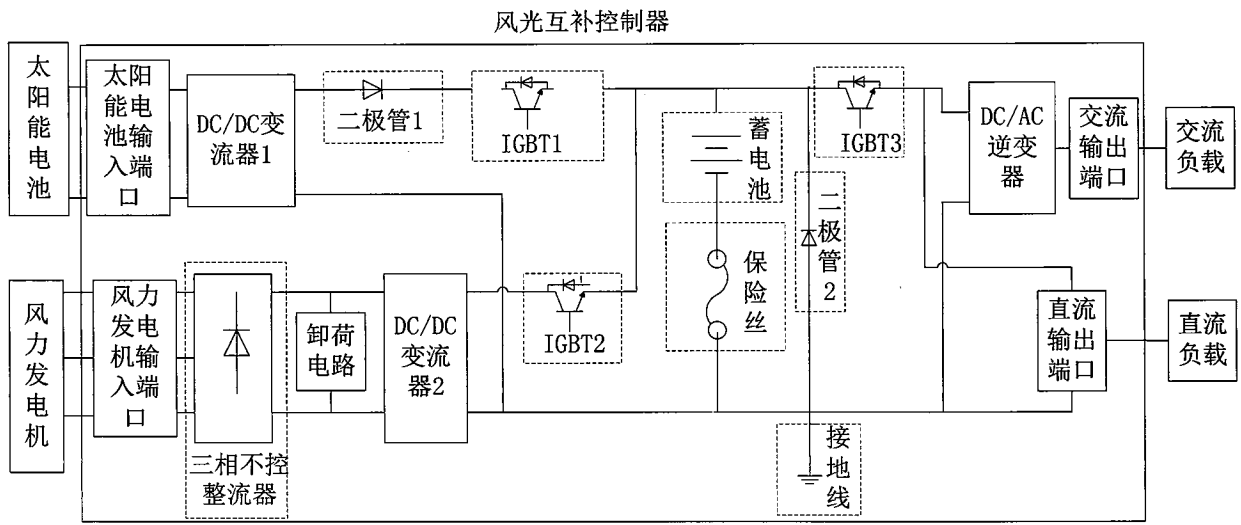 风光互补控制器
太
阳
能
电
池
太阳
能电
池输
入端
口
DC/DC变
流器1
二极管1
IGBT1
蓄
电
池
IGBT3
DC/AC
逆变
器
交流
输出
端口
交流
负载
风
力
发
电
机
风力
发电
机输
入端
口
三相不控
整流器
卸荷
电路
DC/DC
变流
器2
IGBT2
保
险
丝
二
极
管
2
接
地
线
直流
输出
端口
直流
负载